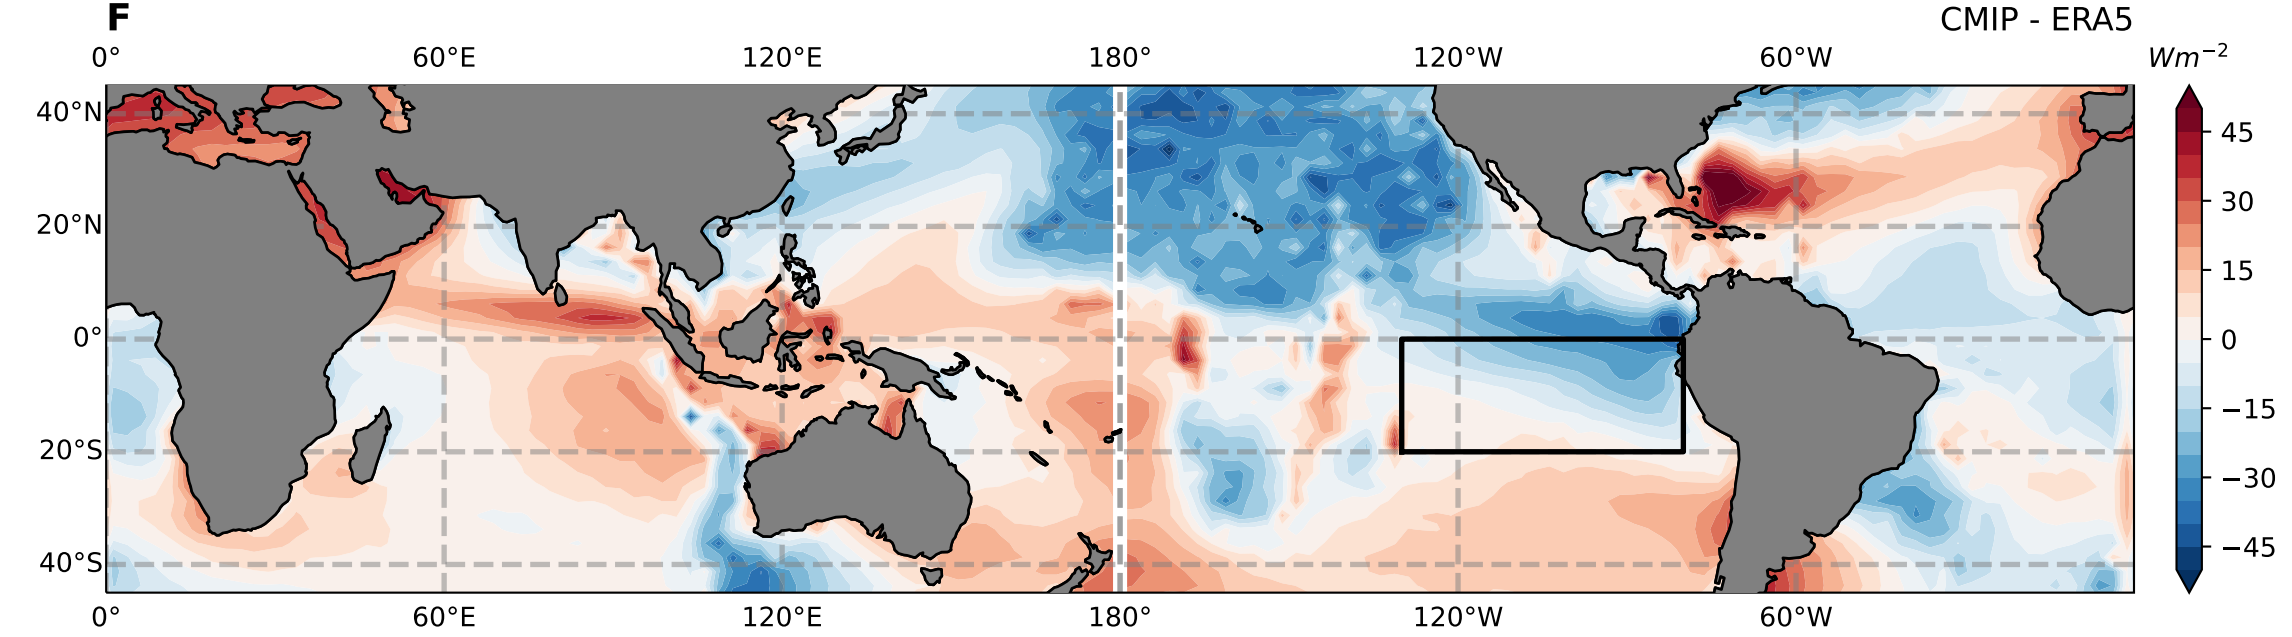 F
CMIP - ERA5
0° 60°E 120°E 180° 120°W 60°W
Wm⁻²
40°N
20°N
0°
20°S
40°S
45
30
15
0
−15
−30
−45
0° 60°E 120°E 180° 120°W 60°W